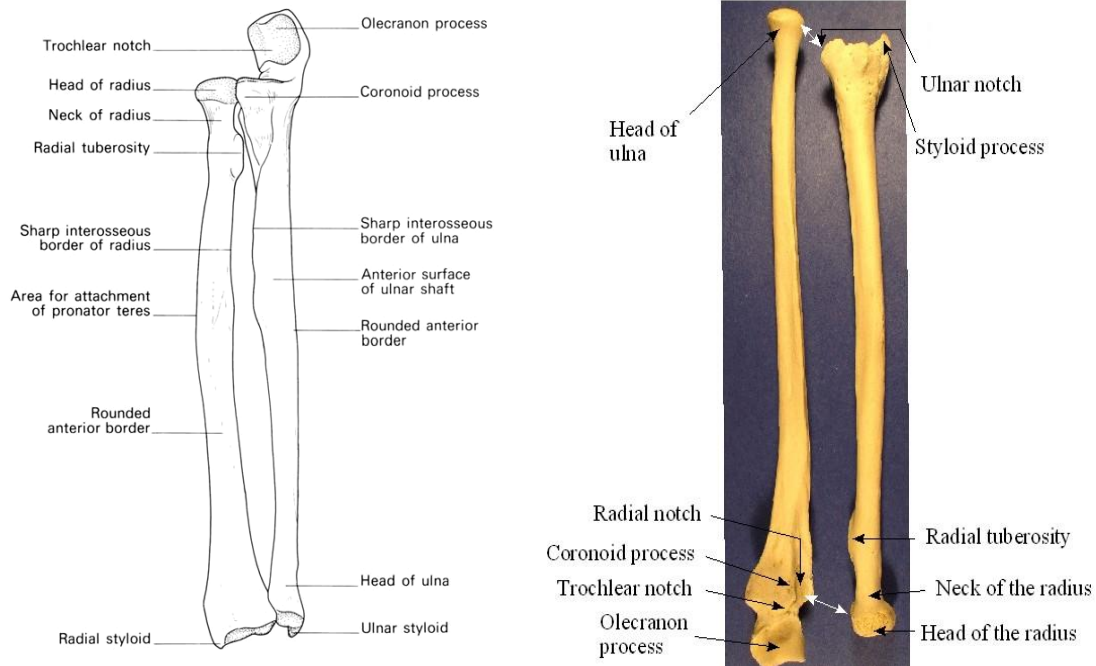 Olecranon process
Trochlear notch
Head of radius
Coronoid process
Neck of radius
Radial tuberosity
Sharp interosseous
border of radius
Sharp interosseous
border of ulna
Area for attachment
of pronator teres
Anterior surface
of ulnar shaft
Rounded anterior
border
Rounded
anterior border
Head of ulna
Radial styloid
Ulnar styloid
Head of
ulna
Ulnar notch
Styloid process
Radial notch
Coronoid process
Trochlear notch
Olecranon
process
Radial tuberosity
Neck of the radius
Head of the radius